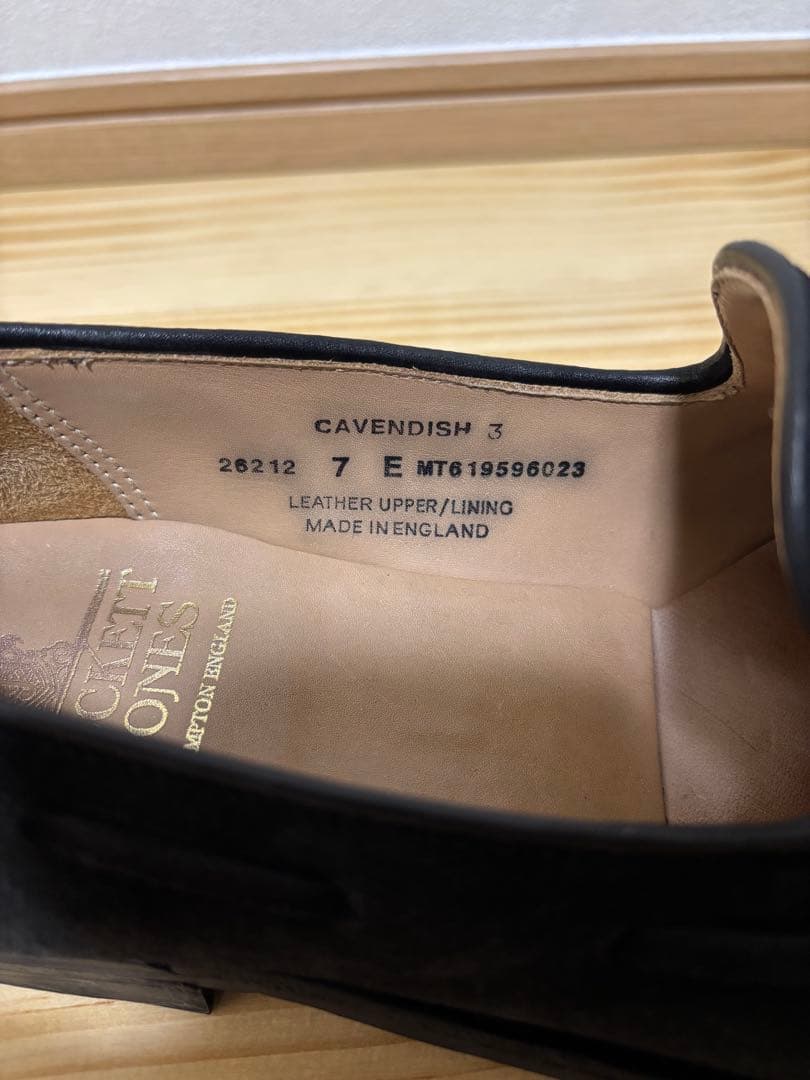 CAVENDISH 3
26212 7 E MT619596023
LEATHER UPPER/LINING
MADE IN ENGLAND
CKETT
ONES
MPTON ENGLAND